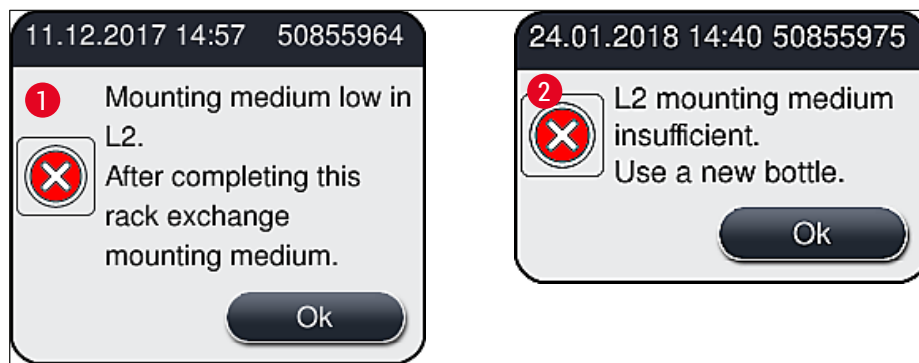 11.12.2017 14:57 50855964
1
Mounting medium low in
L2.
After completing this
rack exchange
mounting medium.
Ok
24.01.2018 14:40 50855975
2
L2 mounting medium
insufficient.
Use a new bottle.
Ok